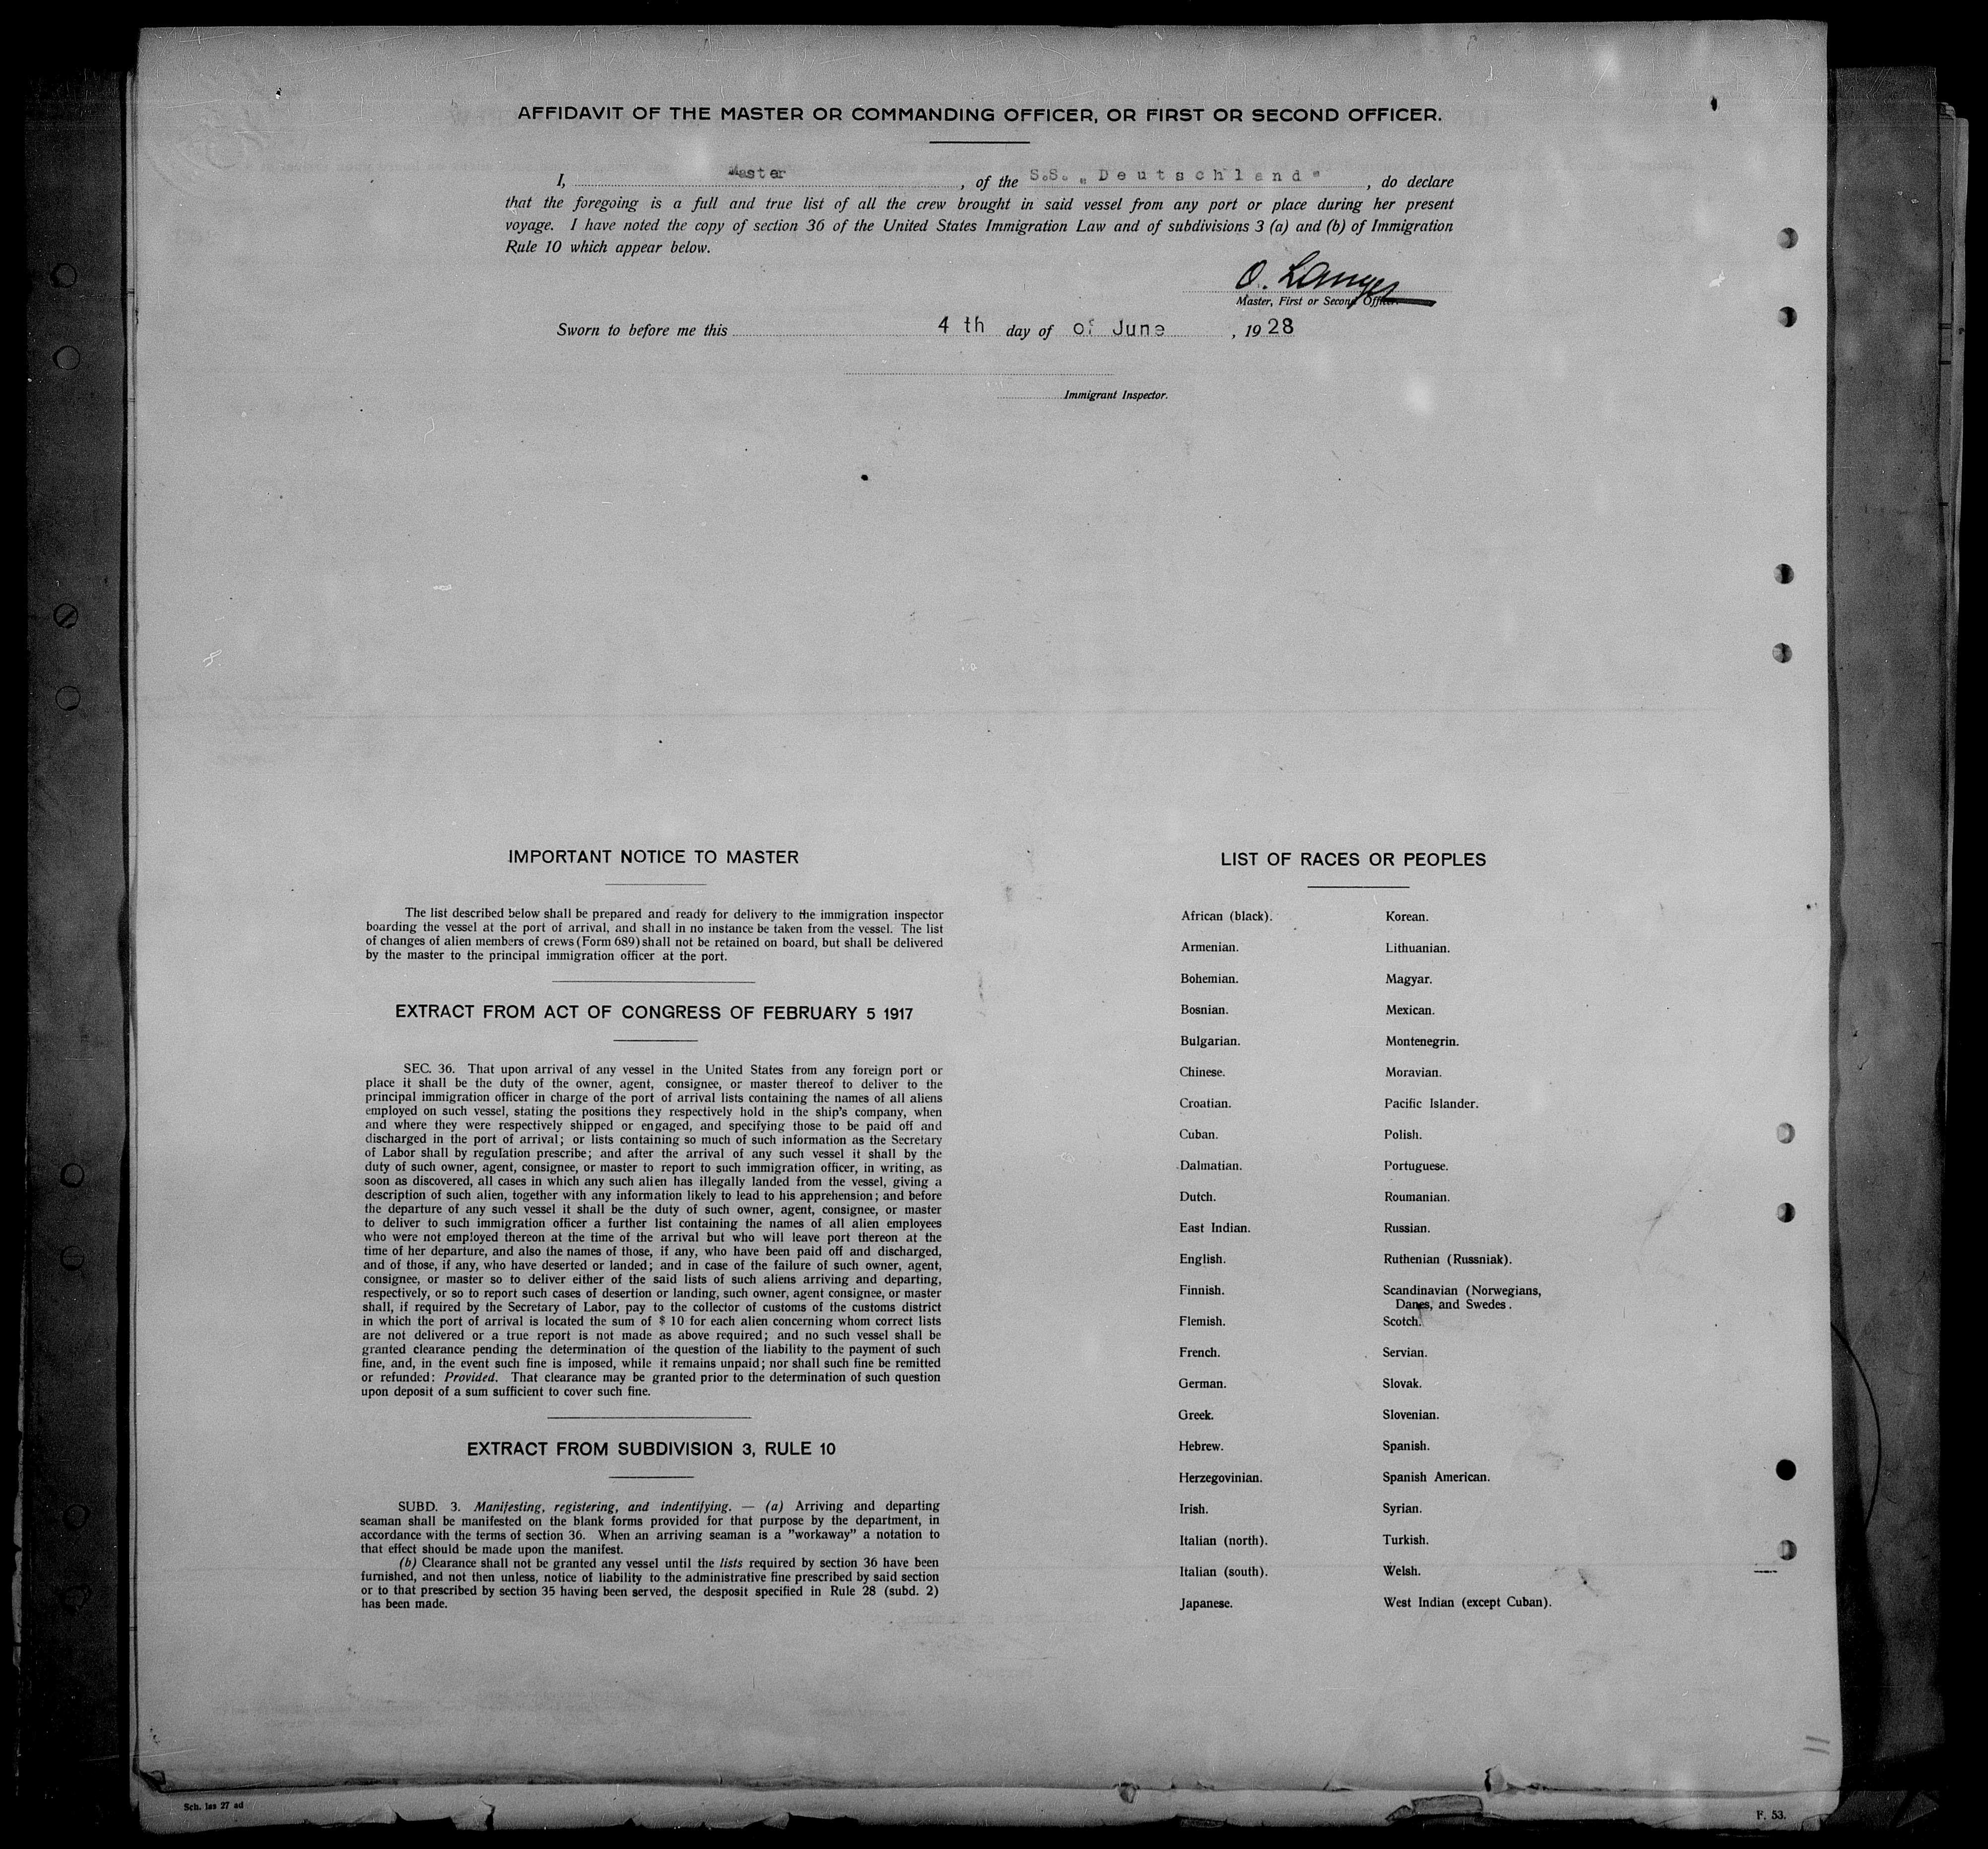 AFFIDAVIT OF THE MASTER OR COMMANDING OFFICER, OR FIRST OR SECOND OFFICER.
I, Master, of the S.S. „Deutschland", do declare
that the foregoing is a full and true list of all the crew brought in said vessel from any port or place during her present
voyage. I have noted the copy of section 36 of the United States Immigration Law and of subdivisions 3 (a) and (b) of Immigration
Rule 10 which appear below.
O.
Master, First or Second Officer.
Sworn to before me this 4 th day of of June, 1928
Immigrant Inspector.
IMPORTANT NOTICE TO MASTER
The list described below shall be prepared and ready for delivery to the immigration inspector
boarding the vessel at the port of arrival, and shall in no instance be taken from the vessel. The list
of changes of alien members of crews (Form 689) shall not be retained on board, but shall be delivered
by the master to the principal immigration officer at the port.
EXTRACT FROM ACT OF CONGRESS OF FEBRUARY 5 1917
SEC. 36. That upon arrival of any vessel in the United States from any foreign port or
place it shall be the duty of the owner, agent, consignee, or master thereof to deliver to the
principal immigration officer in charge of the port of arrival lists containing the names of all aliens
employed on such vessel, stating the positions they respectively hold in the ship's company, when
and where they were respectively shipped or engaged, and specifying those to be paid off and
discharged in the port of arrival; or lists containing so much of such information as the Secretary
of Labor shall by regulation prescribe; and after the arrival of any such vessel it shall by the
duty of such owner, agent, consignee, or master to report to such immigration officer, in writing, as
soon as discovered, all cases in which any such alien has illegally landed from the vessel, giving a
description of such alien, together with any information likely to lead to his apprehension; and before
the departure of any such vessel it shall be the duty of such owner, agent, consignee, or master
to deliver to such immigration officer a further list containing the names of all alien employees
who were not employed thereon at the time of the arrival but who will leave port thereon at the
time of her departure, and also the names of those, if any, who have been paid off and discharged,
and of those, if any, who have deserted or landed; and in case of the failure of such owner, agent,
consignee, or master so to deliver either of the said lists of such aliens arriving and departing,
respectively, or so to report such cases of desertion or landing, such owner, agent consignee, or master
shall, if required by the Secretary of Labor, pay to the collector of customs of the customs district
in which the port of arrival is located the sum of $ 10 for each alien concerning whom correct lists
are not delivered or a true report is not made as above required; and no such vessel shall be
granted clearance pending the determination of the question of the liability to the payment of such
fine, and, in the event such fine is imposed, while it remains unpaid; nor shall such fine be remitted
or refunded: Provided. That clearance may be granted prior to the determination of such question
upon deposit of a sum sufficient to cover such fine.
EXTRACT FROM SUBDIVISION 3, RULE 10
SUBD. 3. Manifesting, registering, and indentifying. — (a) Arriving and departing
seaman shall be manifested on the blank forms provided for that purpose by the department, in
accordance with the terms of section 36. When an arriving seaman is a "workaway" a notation to
that effect should be made upon the manifest.
(b) Clearance shall not be granted any vessel until the lists required by section 36 have been
furnished, and not then unless, notice of liability to the administrative fine prescribed by said section
or to that prescribed by section 35 having been served, the desposit specified in Rule 28 (subd. 2)
has been made.
LIST OF RACES OR PEOPLES
African (black).
Armenian.
Bohemian.
Bosnian.
Bulgarian.
Chinese.
Croatian.
Cuban.
Dalmatian.
Dutch.
East Indian.
English.
Finnish.
Flemish.
French.
German.
Greek.
Hebrew.
Herzegovinian.
Irish.
Italian (north).
Italian (south).
Japanese.
Korean.
Lithuanian.
Magyar.
Mexican.
Montenegrin.
Moravian.
Pacific Islander.
Polish.
Portuguese.
Roumanian.
Russian.
Ruthenian (Russniak).
Scandinavian (Norwegians,
Danes, and Swedes.
Scotch.
Servian.
Slovak.
Slovenian.
Spanish.
Spanish American.
Syrian.
Turkish.
Welsh.
West Indian (except Cuban).
Sch. las 27 ad
F. 53.